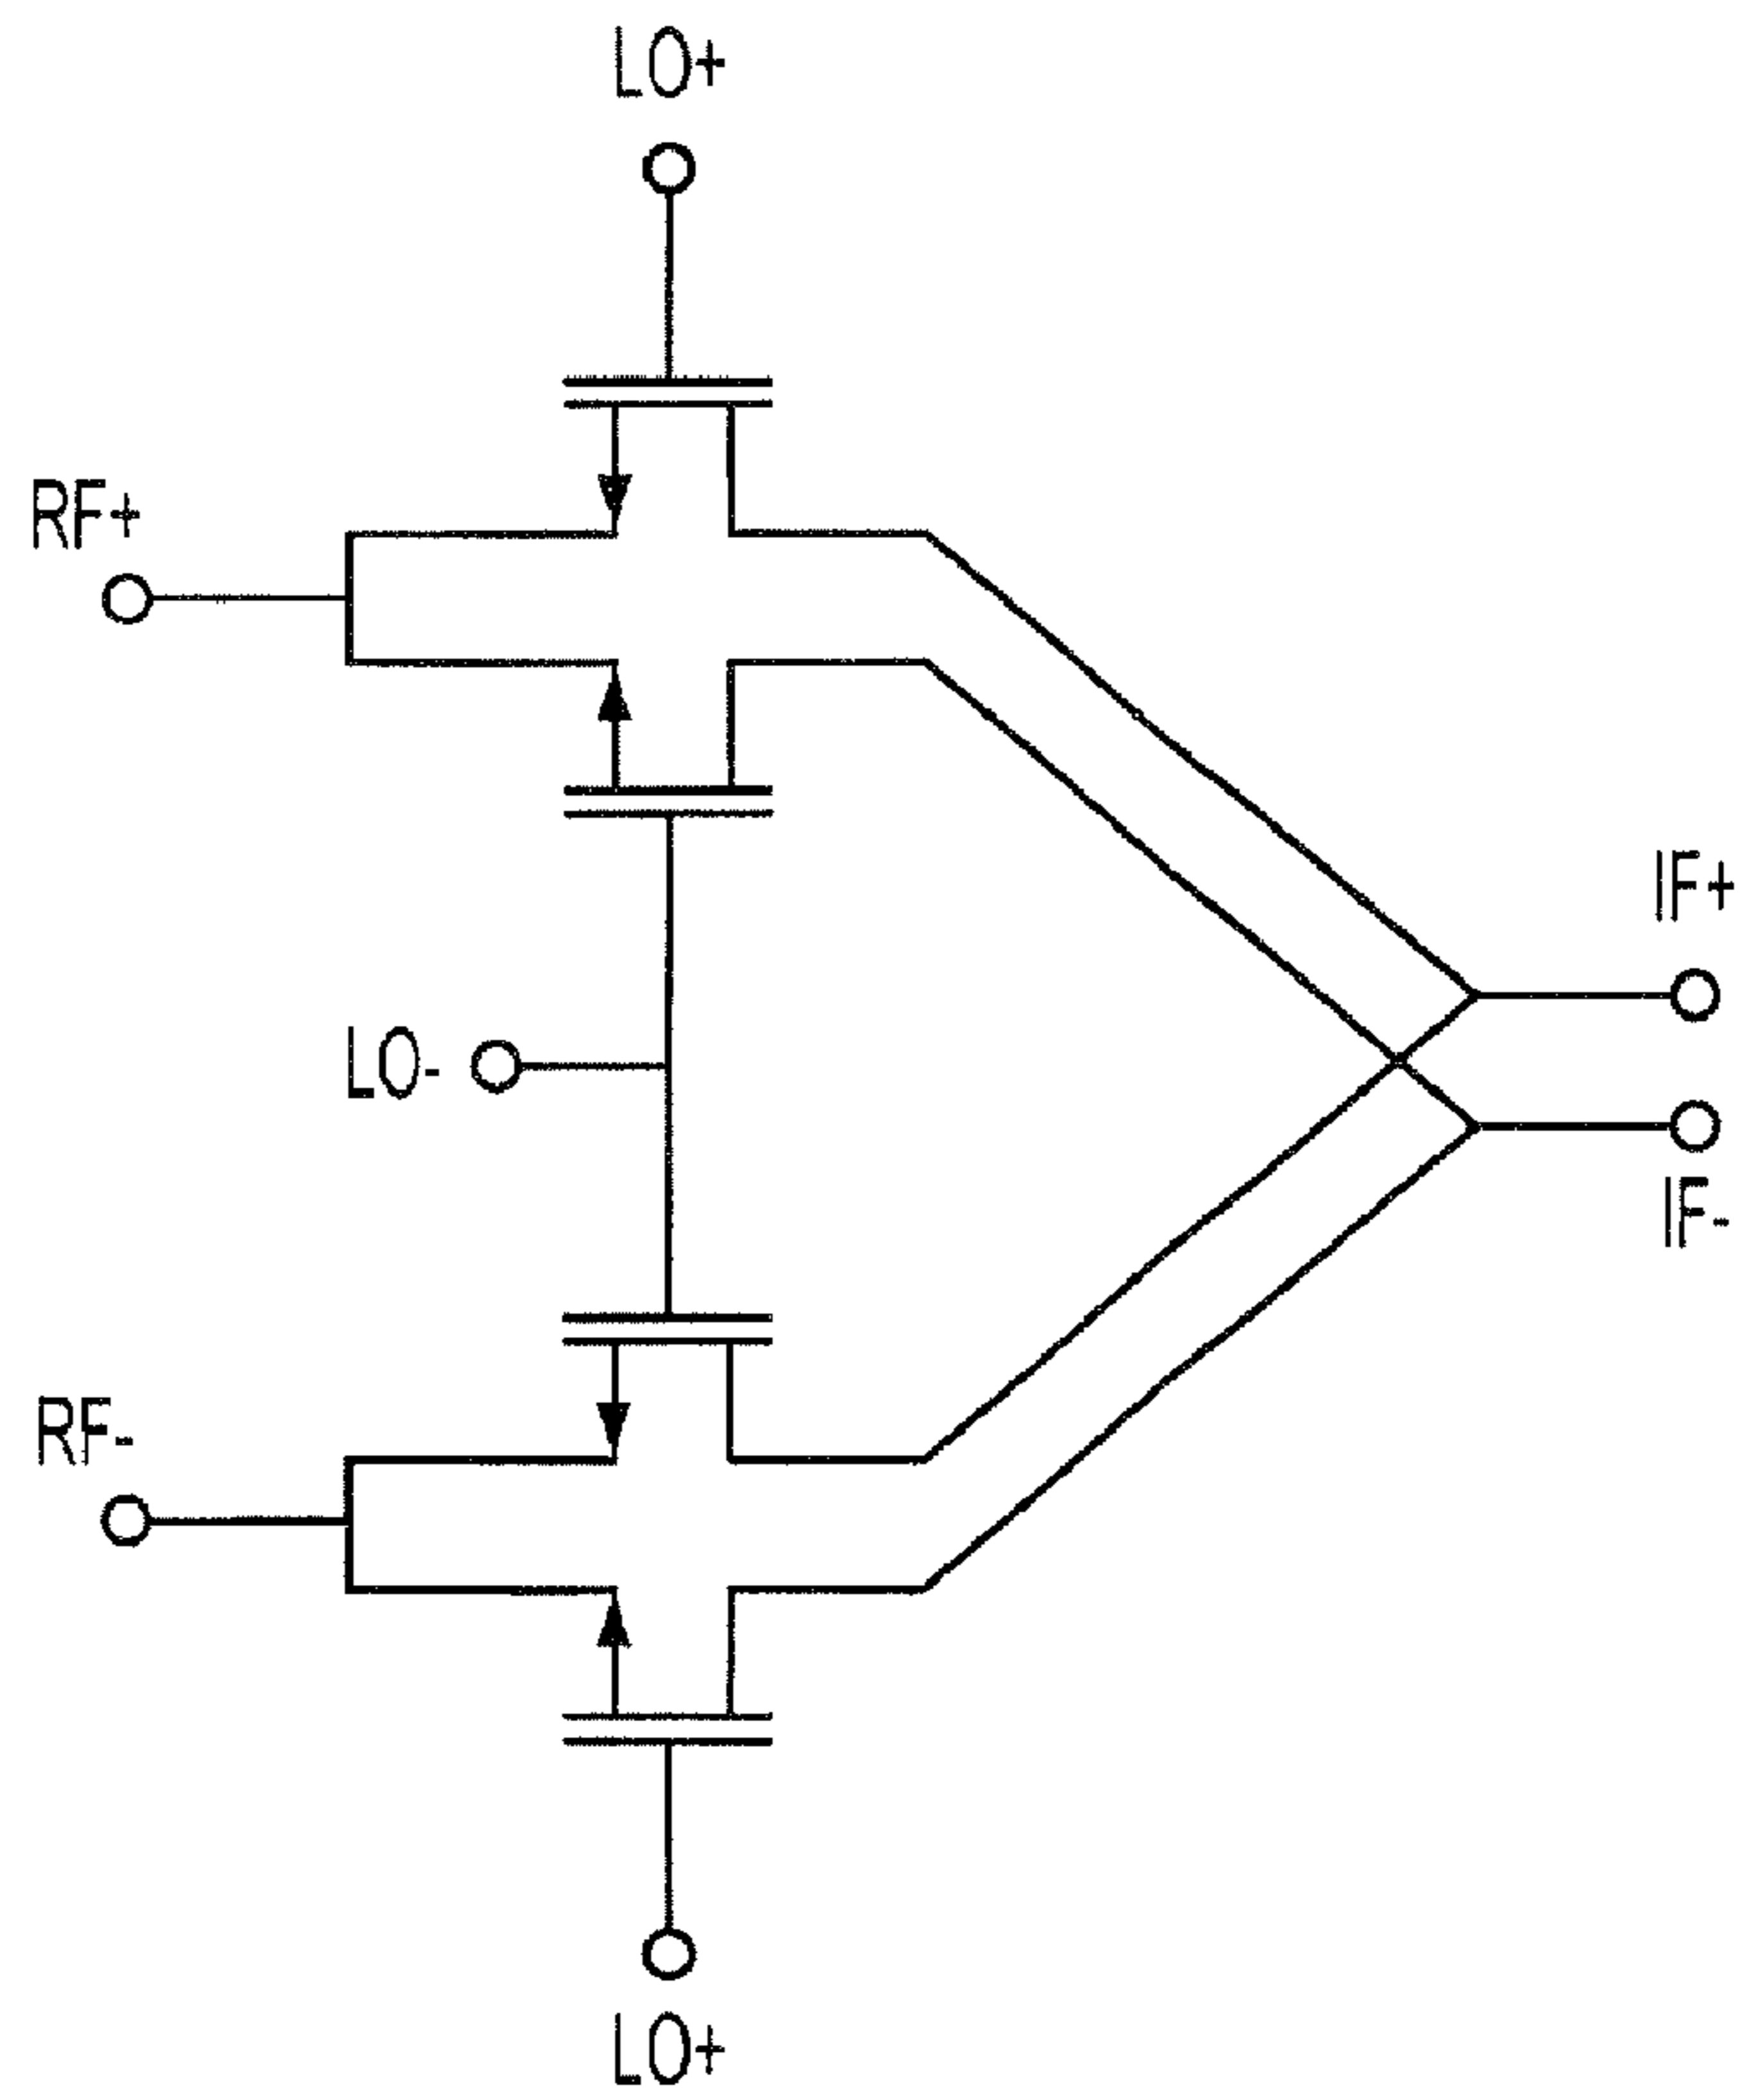 LO+
RF+
IF+
LO-
IF-
RF-
LO+